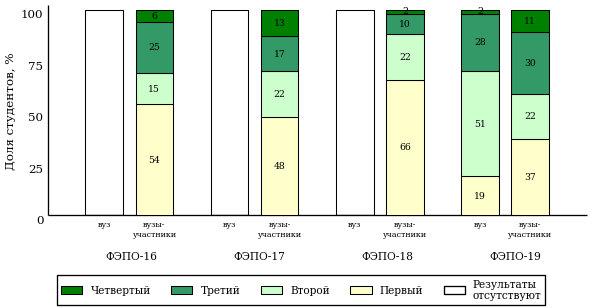 Доля студентов, %
100
75
50
25
0
6
25
15
54
13
17
22
48
2
10
22
66
2
28
51
19
11
30
22
37
вуз
вузы-
участники
вуз
вузы-
участники
вуз
вузы-
участники
вуз
вузы-
участники
ФЭПО-16
ФЭПО-17
ФЭПО-18
ФЭПО-19
Четвертый
Третий
Второй
Первый
Результаты
отсутствуют